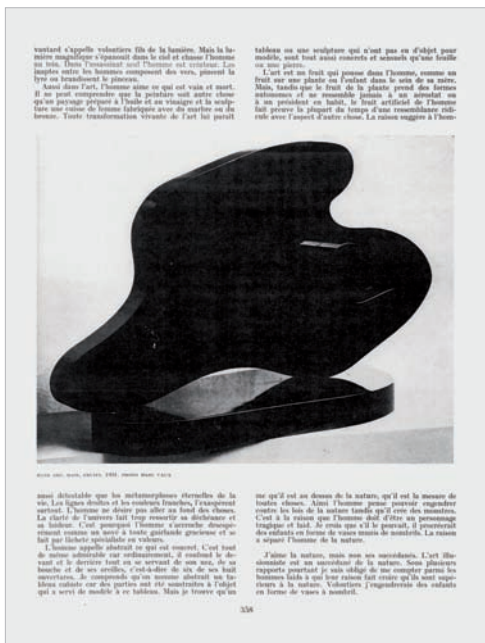 vantard s'appelle volontiers fils de la lumière. Mais la lu-
mière magnifique s'épanouit dans le ciel et chasse l'homme
au loin. Dans l'assassinat seul l'homme est créateur. Les
inaptes entre les hommes composent des vers, pincent la
lyre ou brandissent le pinceau.
Aussi dans l'art, l'homme aime ce qui est vain et mort.
Il ne peut comprendre que la peinture soit autre chose
qu'un paysage préparé à l'huile et au vinaigre et la sculp-
ture une cuisse de femme fabriquée avec du marbre ou du
bronze. Toute transformation vivante de l'art lui paraît
aussi détestable que les métamorphoses éternelles de la
vie. Les lignes droites et les couleurs franches, l'exaspèrent
surtout. L'homme ne désire pas aller au fond des choses.
La clarté de l'univers fait trop ressortir sa déchéance et
sa hideur. C'est pourquoi l'homme s'accroche désespé-
rément comme un noyé à toute guirlande gracieuse et se
fait par lâcheté spécialiste en valeurs.
L'homme appelle abstrait ce qui est concret. C'est tout
de même admirable car ordinairement, il confond le de-
vant et le derrière tout en se servant de son nez, de sa
bouche et de ses oreilles, c'est-à-dire de six de ses huit
ouvertures. Je comprends qu'on nomme abstrait un ta-
bleau cubiste car des parties ont été soustraites à l'objet
qui a servi de modèle à ce tableau. Mais je trouve qu'un
tableau ou une sculpture qui n'ont pas eu d'objet pour
modèle, sont tout aussi concrets et sensuels qu'une feuille
ou une pierre.
L'art est un fruit qui pousse dans l'homme, comme un
fruit sur une plante ou l'enfant dans le sein de sa mère.
Mais, tandis que le fruit de la plante prend des formes
autonomes et ne ressemble jamais à un aérostat ou
à un président en habit, le fruit artificiel de l'homme
fait preuve la plupart du temps d'une ressemblance ridi-
cule avec l'aspect d'autre chose. La raison suggère à l'hom-
me qu'il est au dessus de la nature, qu'il est la mesure de
toutes choses. Ainsi l'homme pense pouvoir engendrer
contre les lois de la nature tandis qu'il crée des monstres.
C'est à la raison que l'homme doit d'être un personnage
tragique et laid. Je crois que s'il le pouvait, il procréerait
des enfants en forme de vases munis de nombrils. La raison
a séparé l'homme de la nature.
J'aime la nature, mais non ses succédanés. L'art illu-
sionniste est un succédané de la nature. Sous plusieurs
rapports pourtant je suis obligé de me compter parmi les
hommes laids à qui leur raison fait croire qu'ils sont supé-
rieurs à la nature. Volontiers j'engendrerais des enfants
en forme de vases à nombril.
358